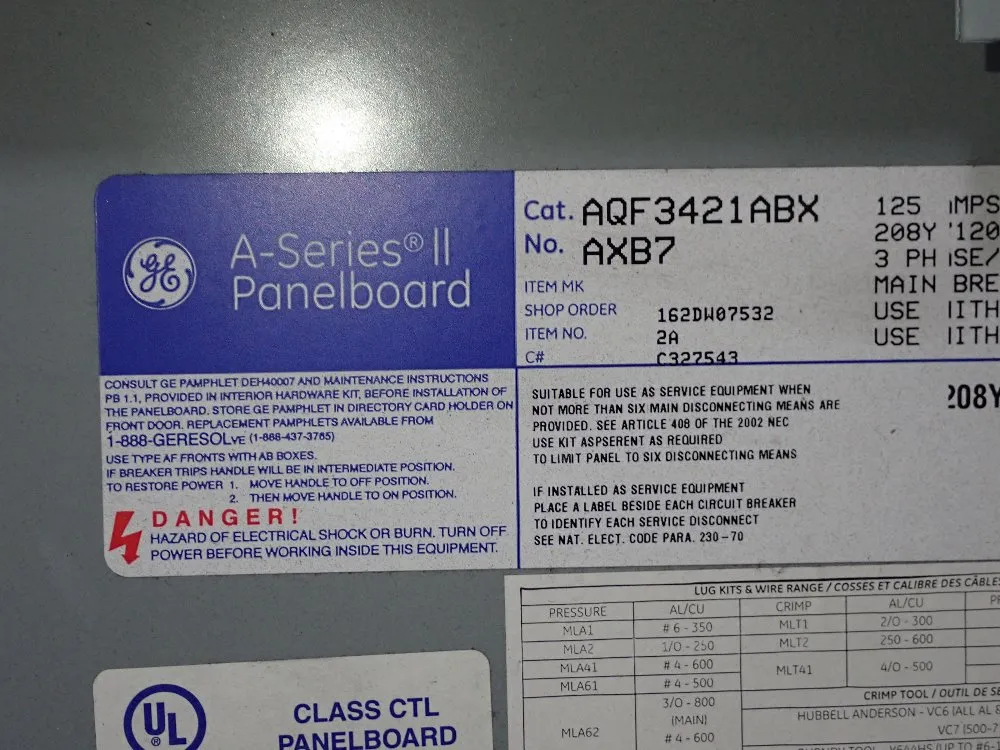 GE
A-Series® II
Panelboard
Cat. AQF3421ABX
No. AXB7
ITEM MK
SHOP ORDER 162DW07532
ITEM NO. 2A
C# C327543
125
208Y
3 PH
MAIN BRE
USE
USE
CONSULT GE PAMPHLET DEH40007 AND MAINTENANCE INSTRUCTIONS
PB 1.1, PROVIDED IN INTERIOR HARDWARE KIT, BEFORE INSTALLATION OF
THE PANELBOARD. STORE GE PAMPHLET IN DIRECTORY CARD HOLDER ON
FRONT DOOR. REPLACEMENT PAMPHLETS AVAILABLE FROM
1-888-GERESOLVE (1-888-437-3765)
USE TYPE AF FRONTS WITH AB BOXES.
IF BREAKER TRIPS HANDLE WILL BE IN INTERMEDIATE POSITION.
TO RESTORE POWER 1. MOVE HANDLE TO OFF POSITION.
2. THEN MOVE HANDLE TO ON POSITION.
DANGER!
HAZARD OF ELECTRICAL SHOCK OR BURN. TURN OFF
POWER BEFORE WORKING INSIDE THIS EQUIPMENT.
SUITABLE FOR USE AS SERVICE EQUIPMENT WHEN
NOT MORE THAN SIX MAIN DISCONNECTING MEANS ARE
PROVIDED. SEE ARTICLE 408 OF THE 2002 NEC
USE KIT ASPSERENT AS REQUIRED
TO LIMIT PANEL TO SIX DISCONNECTING MEANS
IF INSTALLED AS SERVICE EQUIPMENT
PLACE A LABEL BESIDE EACH CIRCUIT BREAKER
TO IDENTIFY EACH SERVICE DISCONNECT
SEE NAT. ELECT. CODE PARA. 230-70
208Y
LUG KITS & WIRE RANGE / COSSES ET CALIBRE DES CÂBLE
PRESSURE AL/CU CRIMP AL/CU
MLA1 #6 - 350 MLT1 2/0 - 300
MLA2 1/0 - 250 MLT2 250 - 600
MLA41 #4 - 600 MLT41 4/0 - 500
MLA61 #4 - 500
CRIMP TOOL / OUTIL DE SE
MLA62 3/0 - 800
(MAIN)
#4 - 600
HUBBELL ANDERSON - VC6 (ALL AL &
VC7 (500-7
UL
®
CLASS CTL
PANELBOARD